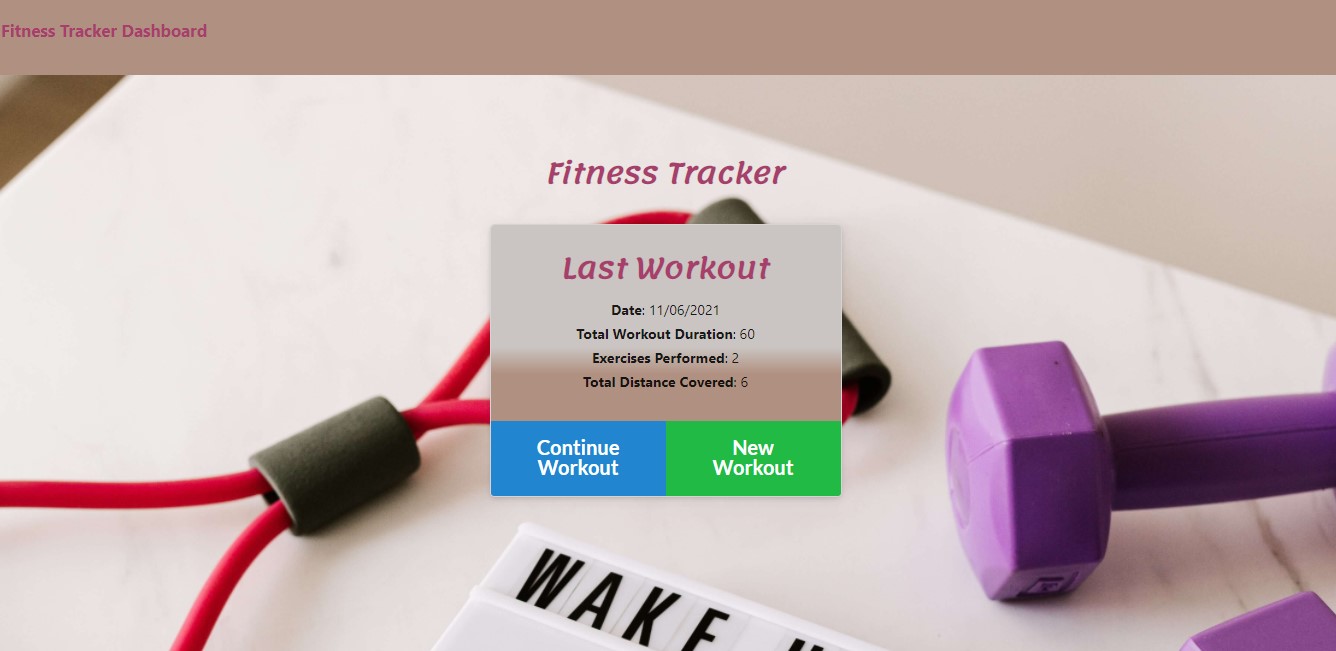 Fitness Tracker Dashboard
Fitness Tracker
Last Workout
Date: 11/06/2021
Total Workout Duration: 60
Exercises Performed: 2
Total Distance Covered: 6
Continue
Workout
New
Workout
WAKE